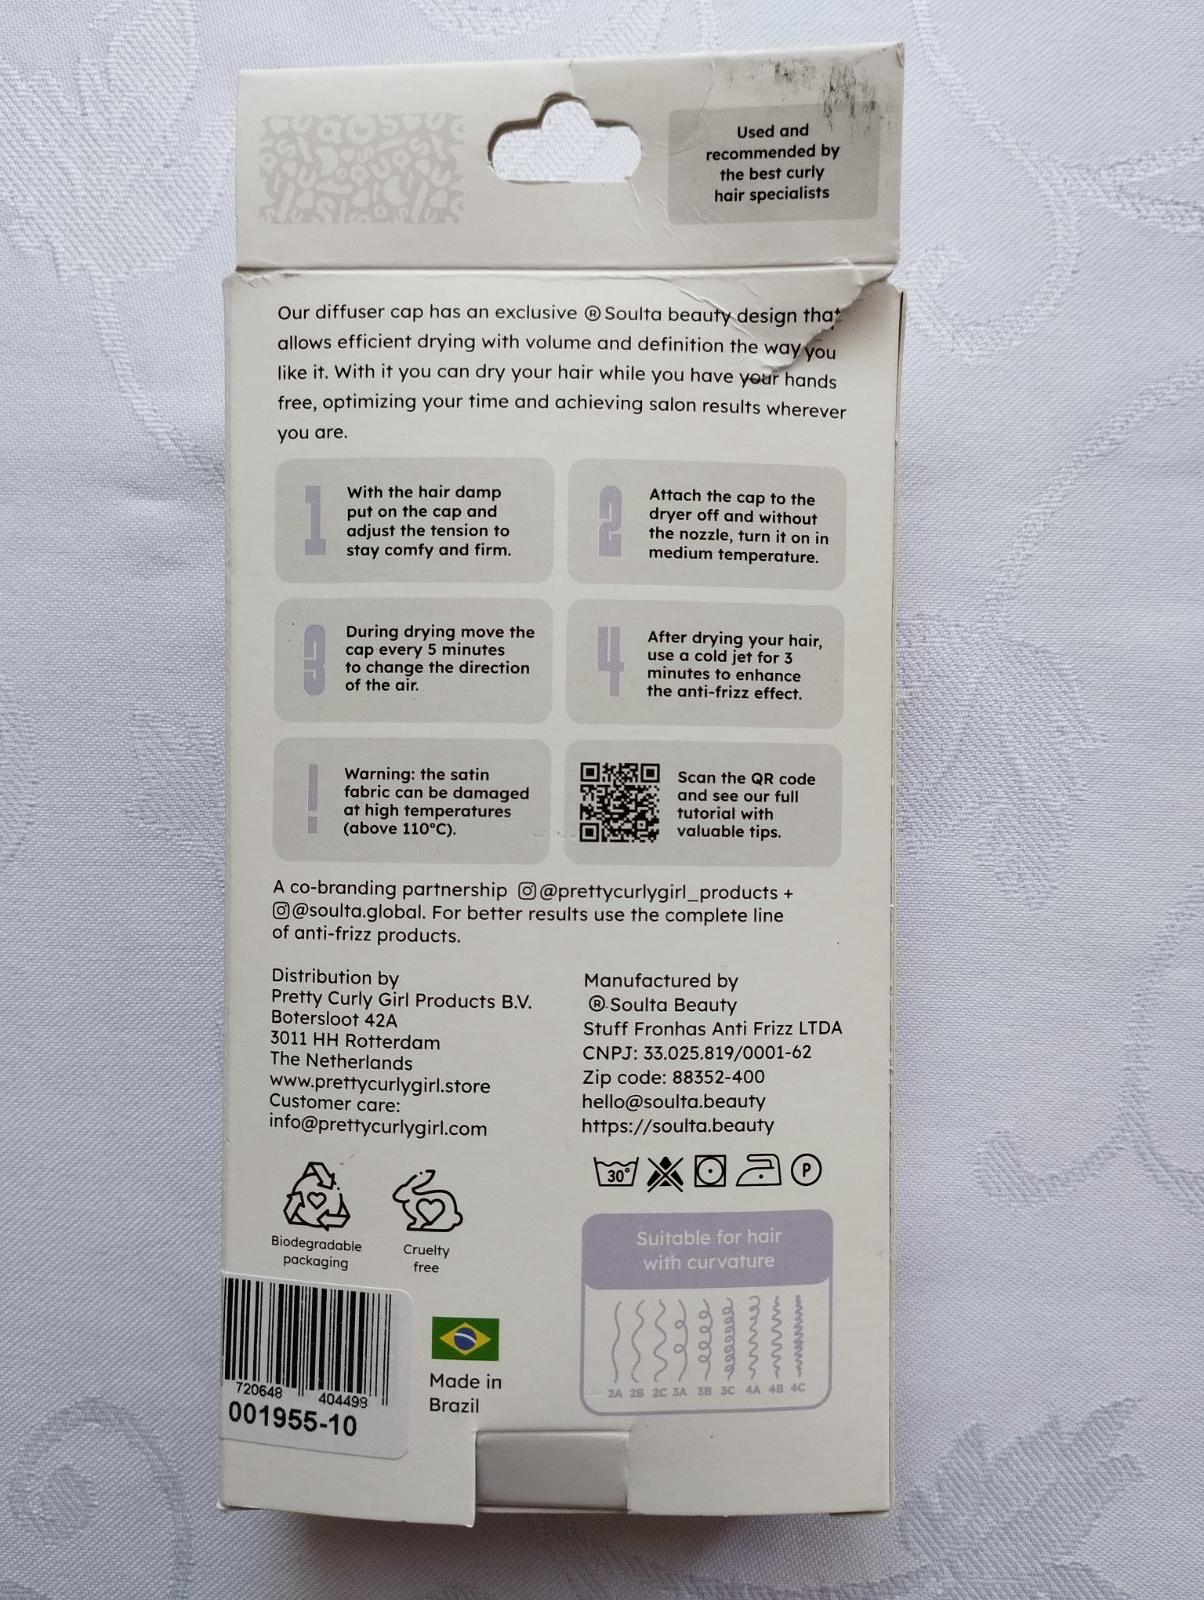 Used and
recommended by
the best curly
hair specialists
Our diffuser cap has an exclusive ®Soulta beauty design that
allows efficient drying with volume and definition the way you
like it. With it you can dry your hair while you have your hands
free, optimizing your time and achieving salon results wherever
you are.
1
With the hair damp
put on the cap and
adjust the tension to
stay comfy and firm.
2
Attach the cap to the
dryer off and without
the nozzle, turn it on in
medium temperature.
3
During drying move the
cap every 5 minutes
to change the direction
of the air.
4
After drying your hair,
use a cold jet for 3
minutes to enhance
the anti-frizz effect.
!
Warning: the satin
fabric can be damaged
at high temperatures
(above 110°C).
Scan the QR code
and see our full
tutorial with
valuable tips.
A co-branding partnership @prettycurlygirl_products +
@soulta.global. For better results use the complete line
of anti-frizz products.
Distribution by
Pretty Curly Girl Products B.V.
Botersloot 42A
3011 HH Rotterdam
The Netherlands
www.prettycurlygirl.store
Customer care:
info@prettycurlygirl.com
Manufactured by
®Soulta Beauty
Stuff Fronhas Anti Frizz LTDA
CNPJ: 33.025.819/0001-62
Zip code: 88352-400
hello@soulta.beauty
https://soulta.beauty
30°
P
Biodegradable
packaging
Cruelty
free
Suitable for hair
with curvature
2A 2B 2C 3A 3B 3C 4A 4B 4C
720648 404498
001955-10
Made in
Brazil